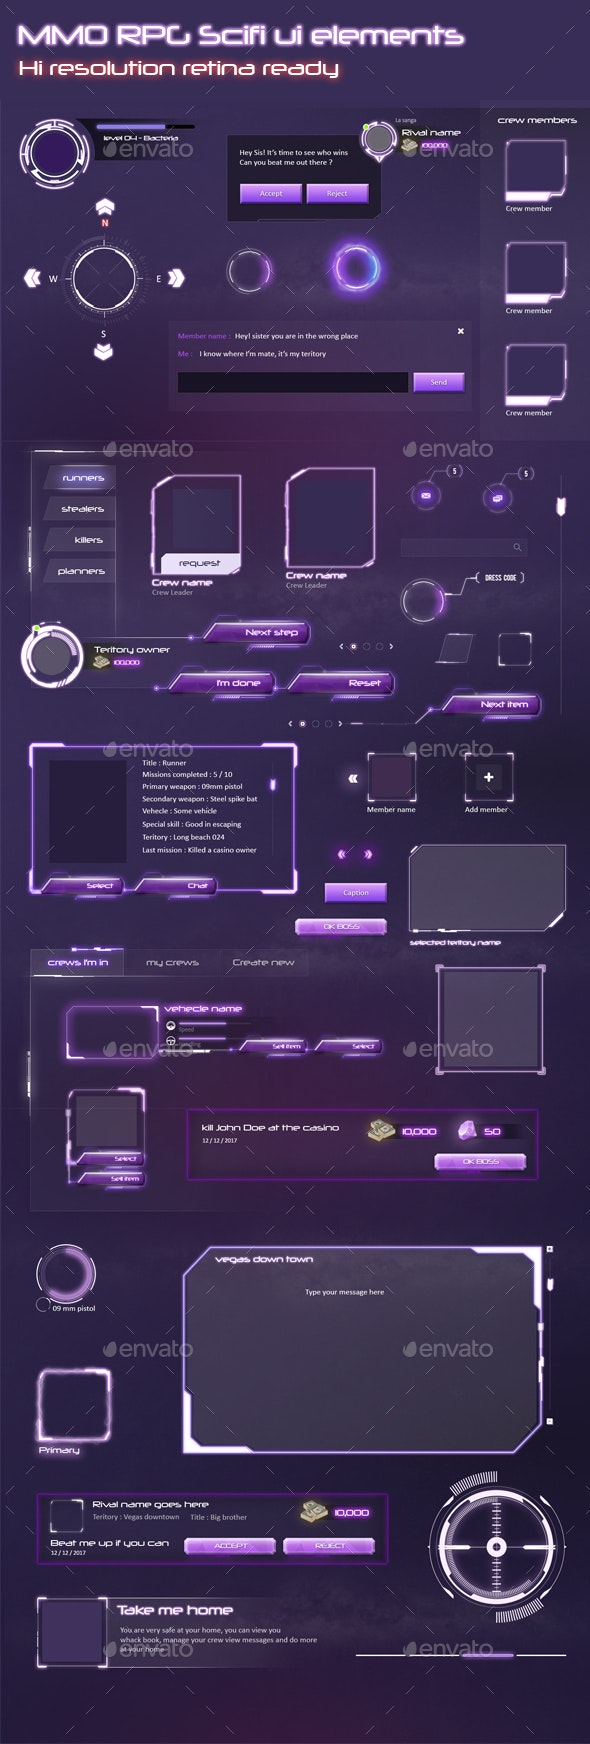 MMO RPG Scifi ui elements
Hi resolution retina ready
level 04 - Bacteria
La sanga
Rival name
100,000
Hey Sis! It's time to see who wins
Can you beat me out there ?
Accept
Reject
crew members
Crew member
N
W
E
S
Crew member
Member name : Hey! sister you are in the wrong place
Me : I know where I'm mate, it's my teritory
Send
Crew member
envato
envato
envato
envato
runners
stealers
killers
planners
request
Crew name
Crew Leader
Crew name
Crew Leader
5
5
DRESS CODE
Teritory owner
100,000
Next step
I'm done
Reset
Next item
envato
envato
Title : Runner
Missions completed : 5 / 10
Primary weapon : 09mm pistol
Secondary weapon : Steel spike bat
Vehecle : Some vehicle
Special skill : Good in escaping
Teritory : Long beach 024
Last mission : Killed a casino owner
Select
Chat
Member name
Add member
Caption
OK BOSS
selected teritory name
crews I'm in
my crews
Create new
vehecle name
Speed
Sell item
Select
envato
envato
Select
Sell item
kill John Doe at the casino
12 / 12 / 2017
10,000
50
OK BOSS
09 mm pistol
vegas down town
Type your message here
envato
envato
Primary
Rival name goes here
Teritory : Vegas downtown
Title : Big brother
10,000
Beat me up if you can
12 / 12 / 2017
ACCEPT
REJECT
Take me home
You are very safe at your home, you can view you
whack book, manage your crew view messages and do more
at your home
envato
envato